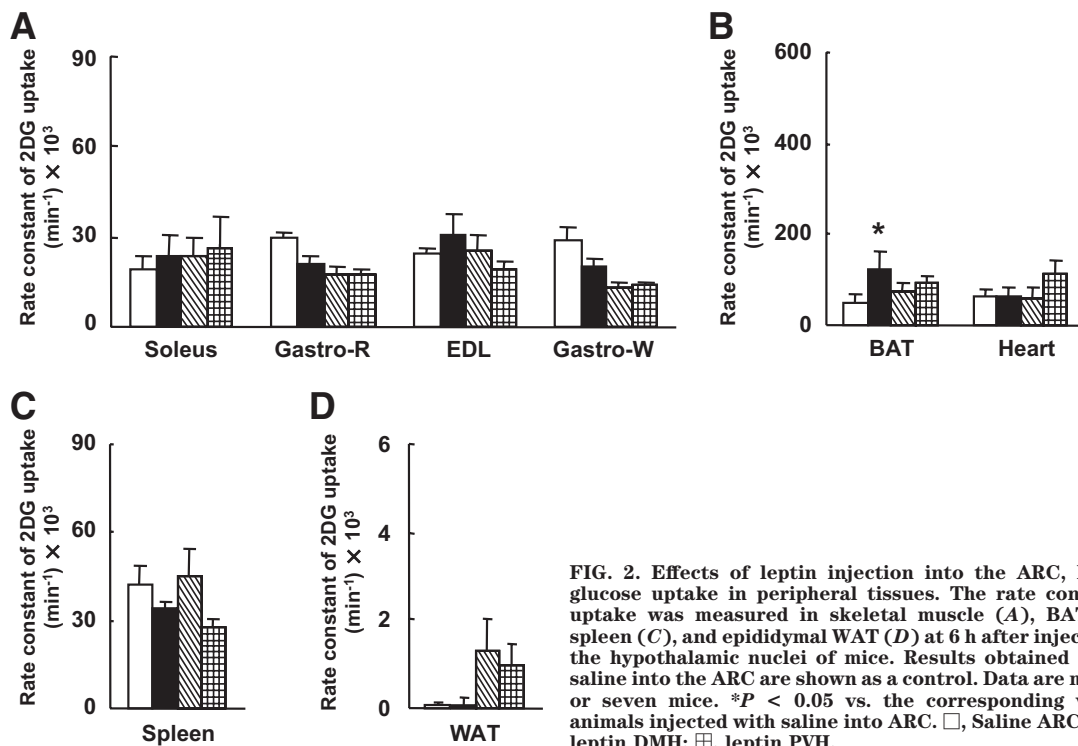 A
Rate constant of 2DG uptake
(min⁻¹) × 10³
90
60
30
0
Soleus Gastro-R EDL Gastro-W
B
Rate constant of 2DG uptake
(min⁻¹) × 10³
600
400
200
0
*
BAT Heart
C
Rate constant of 2DG uptake
(min⁻¹) × 10³
90
60
30
0
Spleen
D
Rate constant of 2DG uptake
(min⁻¹) × 10³
6
4
2
0
WAT
FIG. 2. Effects of leptin injection into the ARC,
glucose uptake in peripheral tissues. The rate con
uptake was measured in skeletal muscle (A), BAT
spleen (C), and epididymal WAT (D) at 6 h after injec
the hypothalamic nuclei of mice. Results obtained
saline into the ARC are shown as a control. Data are
or seven mice. *P < 0.05 vs. the corresponding
animals injected with saline into ARC. □, Saline ARC
leptin DMH; ⊞, leptin PVH.